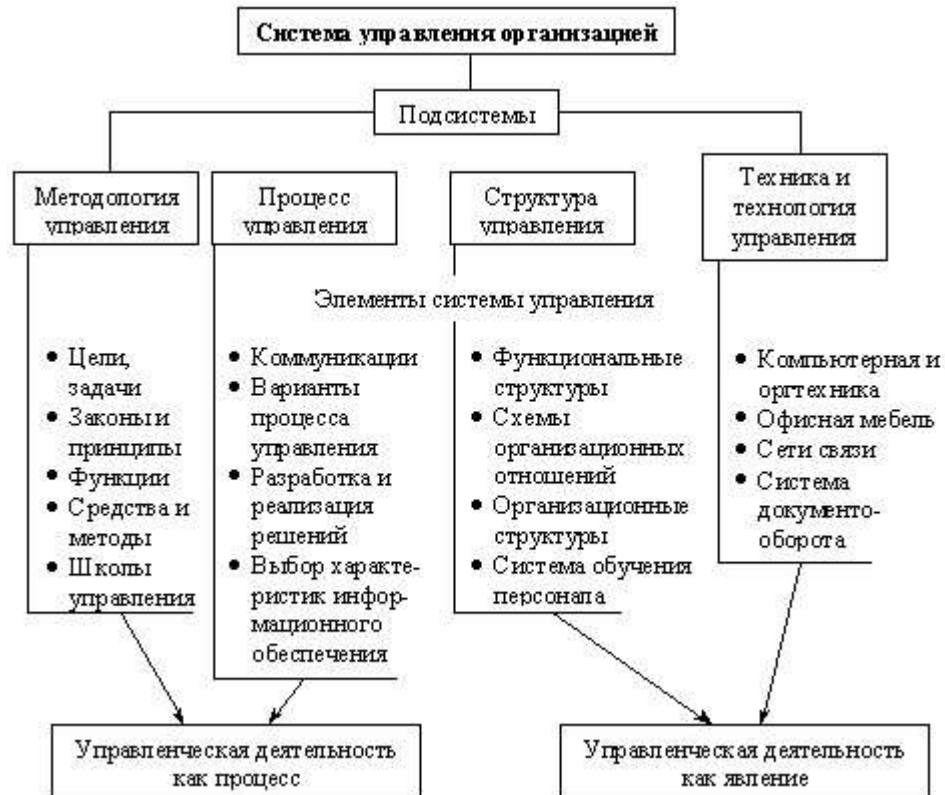 Система управления организацией
Подсистемы
Методология
управления
Процесс
управления
Структура
управления
Техника и
технология
управления
Элементы системы управления
• Цели,
задачи
• Законы и
принципы
• Функции
• Средства и
методы
• Школы
управления
• Коммуникации
• Варианты
процесса
управления
• Разработка и
реализация
решений
• Выбор характе-
ристик инфор-
мационного
обеспечения
• Функциональные
структуры
• Схемы
организационных
отношений
• Организационные
структуры
• Система обучения
персонала
• Компьютерная и
оргтехника
• Офисная мебель
• Сети связи
• Система
документо-
оборота
Управленческая деятельность
как процесс
Управленческая деятельность
как явление